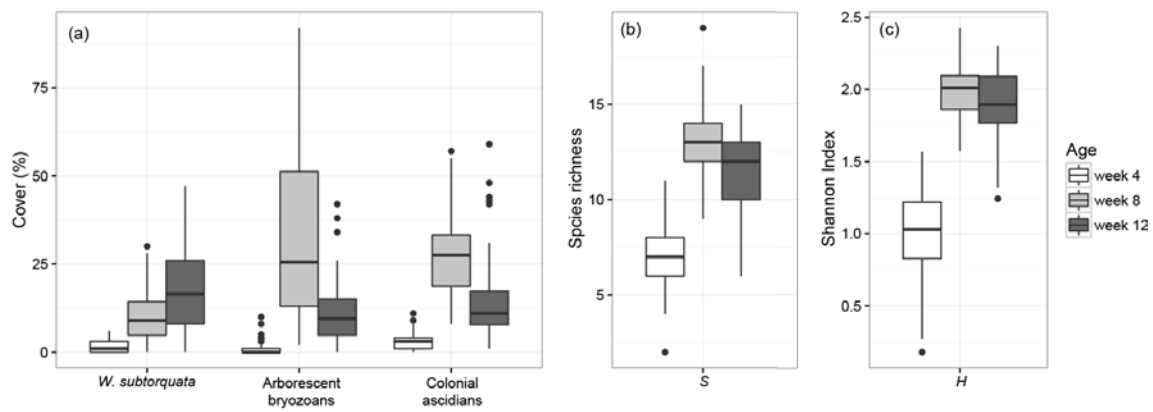 (a)
Cover (%)
75
50
25
0
W. subtorquata
Arborescent
bryozoans
Colonial
ascidians
(b)
Spcies richness
15
10
5
S
(c)
Shannon Index
2.5
2.0
1.5
1.0
0.5
H
Age
week 4
week 8
week 12